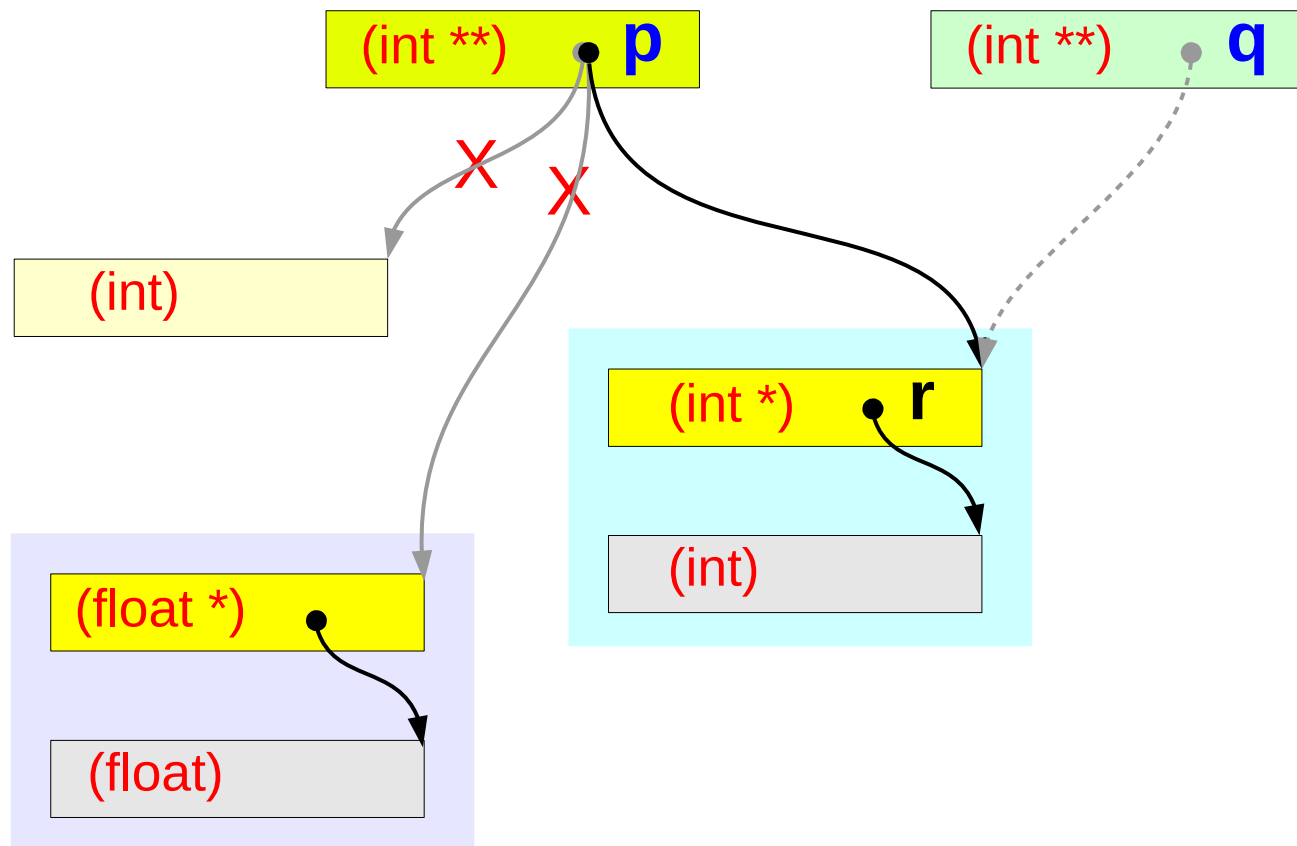 (int **) p
(int **) q
X
X
(int)
(int *) r
(int)
(float *)
(float)